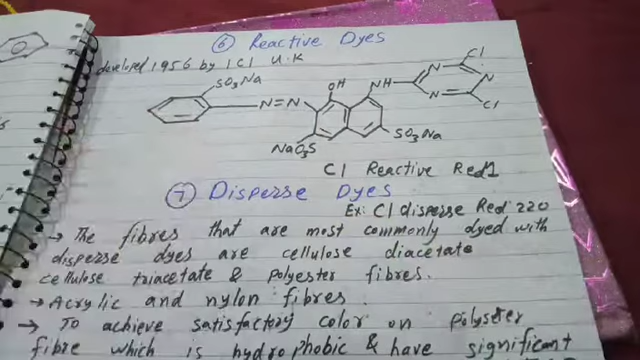 ⑥ Reactive Dyes
developed 1956 by ICI U.K
SO₃Na
N=N
OH
NH
N
Cl
N
N
Cl
NaO₃S
SO₃Na
CI Reactive Red1
⑦ Disperse Dyes
Ex: CI disperse Red 220
→ The fibres that are most commonly dyed with
disperse dyes are cellulose diacetate
cellulose triacetate & polyester fibres.
→ Acrylic and nylon fibres.
→ To achieve satisfactory color on polyseter
fibre which is hydrophobic & have significant